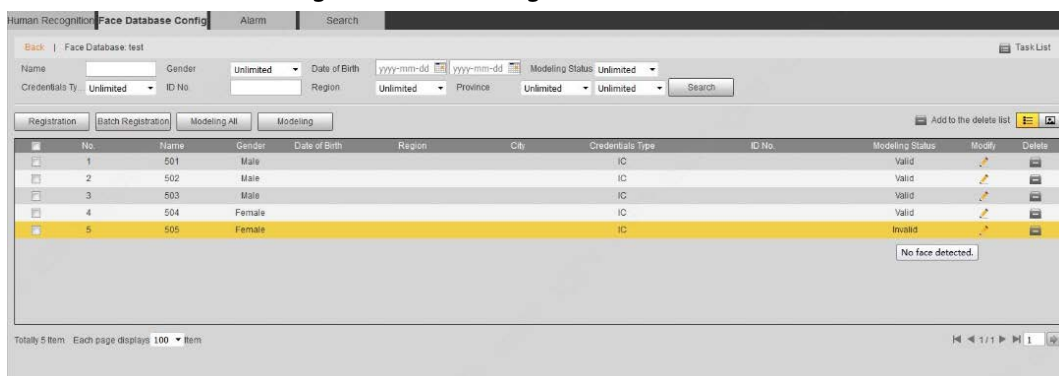 Human Recognition Face Database Config Alarm Search
Back | Face Database: test Task List
Name Gender Unlimited Date of Birth yyyy-mm-dd yyyy-mm-dd Modeling Status Unlimited
Credentials Ty... Unlimited ID No. Region Unlimited Province Unlimited Unlimited Search
Registration Batch Registration Modeling All Modeling Add to the delete list
No. Name Gender Date of Birth Region City Credentials Type ID No. Modeling Status Modify Delete
1 501 Male IC Valid
2 502 Male IC Valid
3 503 Male IC Valid
4 504 Female IC Valid
5 505 Female IC Invalid
No face detected.
Totally 5 Item Each page displays 100 Item 1/1 1